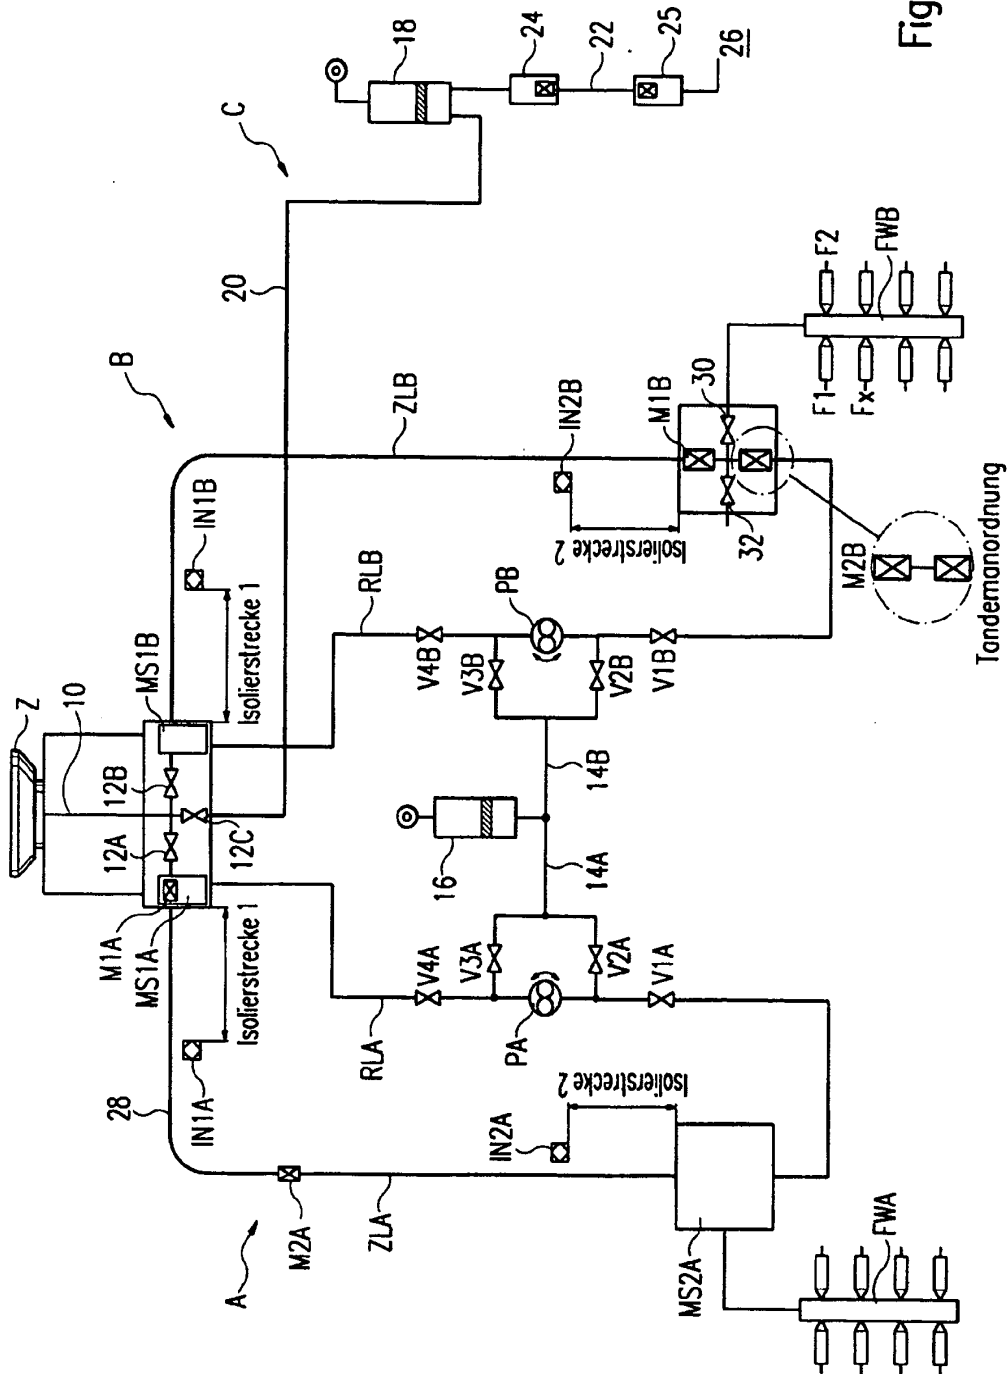 Fig
18
24
22
25
26
C
20
B
ZLB
IN1B
IN2B
M1B
30
32
Isolierstrecke 2
F1
F2
Fx
FWB
M2B
Tandemanordnung
Z
10
MS1B
12B
12A
12C
Isolierstrecke 1
RLB
V4B
V3B
PB
V2B
V1B
14B
16
14A
M1A
MS1A
Isolierstrecke 1
IN1A
28
RLA
V4A
V3A
PA
V2A
V1A
M2A
ZLA
A
IN2A
Isolierstrecke 2
MS2A
FWA